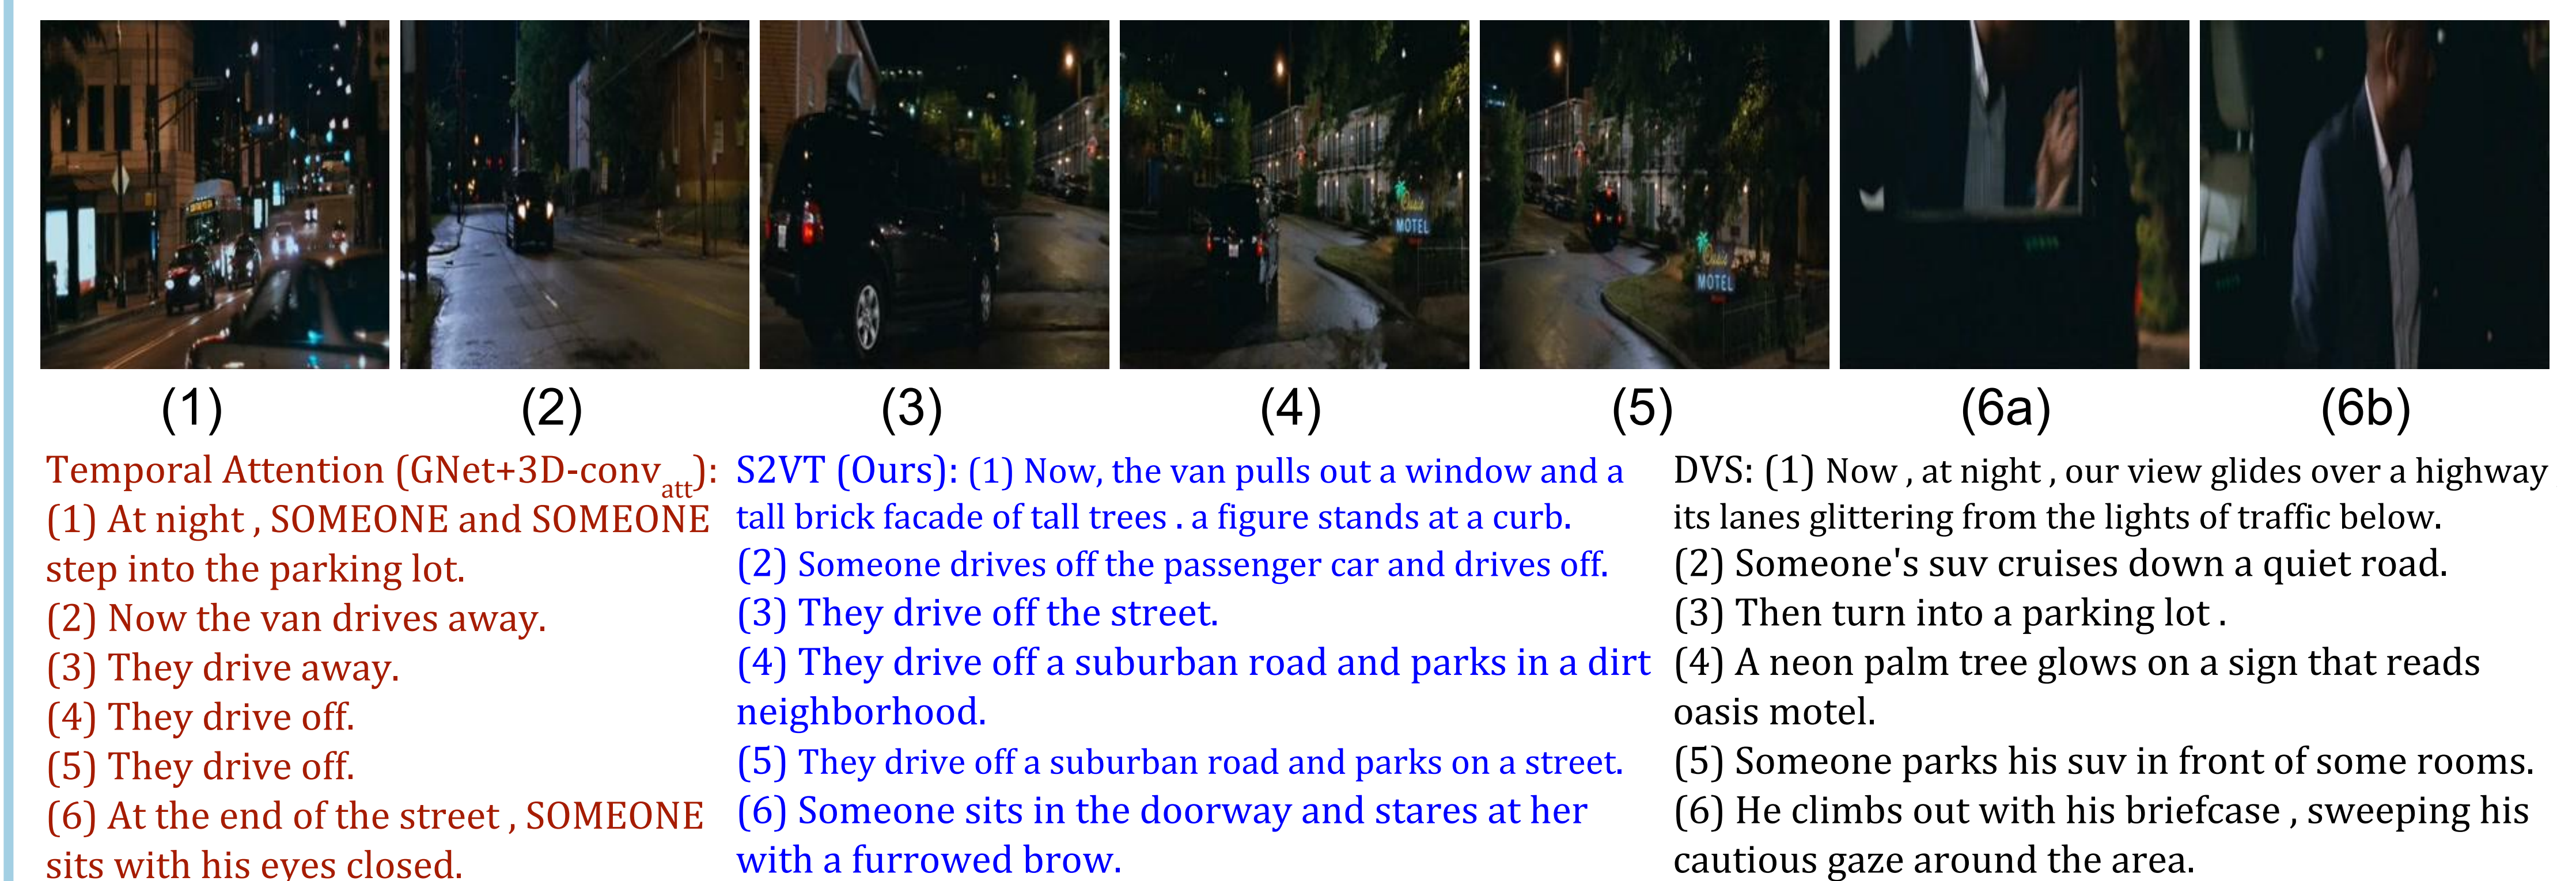 Oasis
MOTEL
Oasis
MOTEL
(1)
(2)
(3)
(4)
(5)
(6a)
(6b)
Temporal Attention (GNet+3D-conv_att):
(1) At night , SOMEONE and SOMEONE
step into the parking lot.
(2) Now the van drives away.
(3) They drive away.
(4) They drive off.
(5) They drive off.
(6) At the end of the street , SOMEONE
sits with his eyes closed.
S2VT (Ours): (1) Now, the van pulls out a window and a
tall brick facade of tall trees . a figure stands at a curb.
(2) Someone drives off the passenger car and drives off.
(3) They drive off the street.
(4) They drive off a suburban road and parks in a dirt
neighborhood.
(5) They drive off a suburban road and parks on a street.
(6) Someone sits in the doorway and stares at her
with a furrowed brow.
DVS: (1) Now , at night , our view glides over a highway
its lanes glittering from the lights of traffic below.
(2) Someone's suv cruises down a quiet road.
(3) Then turn into a parking lot .
(4) A neon palm tree glows on a sign that reads
oasis motel.
(5) Someone parks his suv in front of some rooms.
(6) He climbs out with his briefcase , sweeping his
cautious gaze around the area.